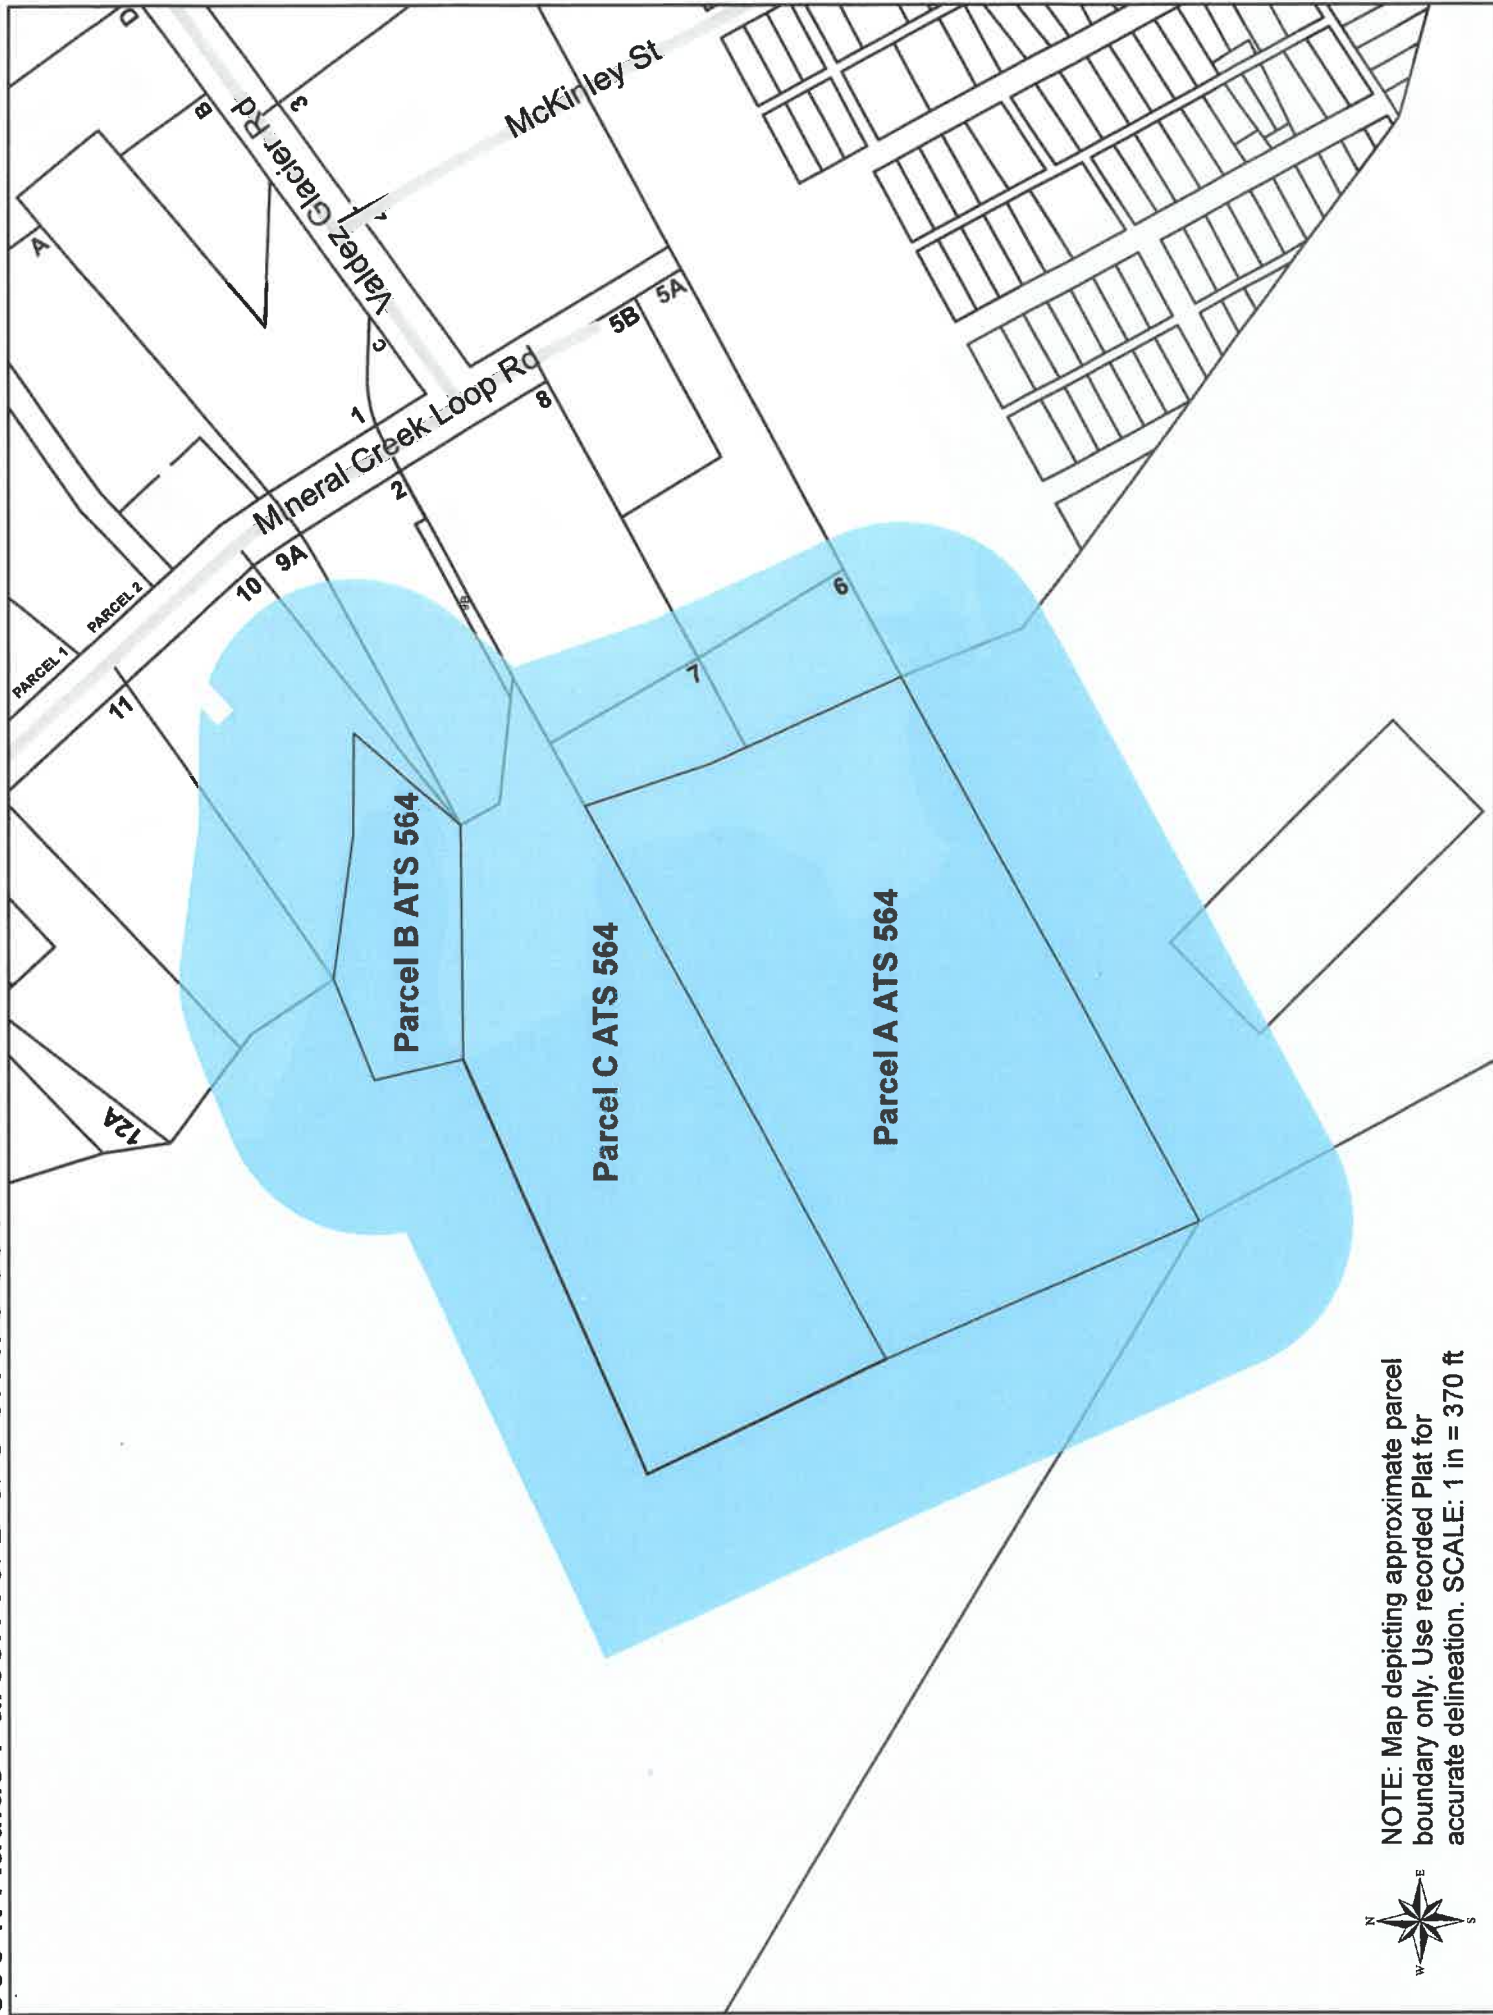 D
B
Valdez Glacier Rd
3
A
McKinley St
C
1
Mineral Creek Loop Rd
5B
5A
2
8
9A
10
9B
PARCEL 2
PARCEL 1
11
6
7
12A
Parcel B ATS 564
Parcel C ATS 564
Parcel A ATS 564
NOTE: Map depicting approximate parcel
boundary only. Use recorded Plat for
accurate delineation. SCALE: 1 in = 370 ft
N
W
E
S